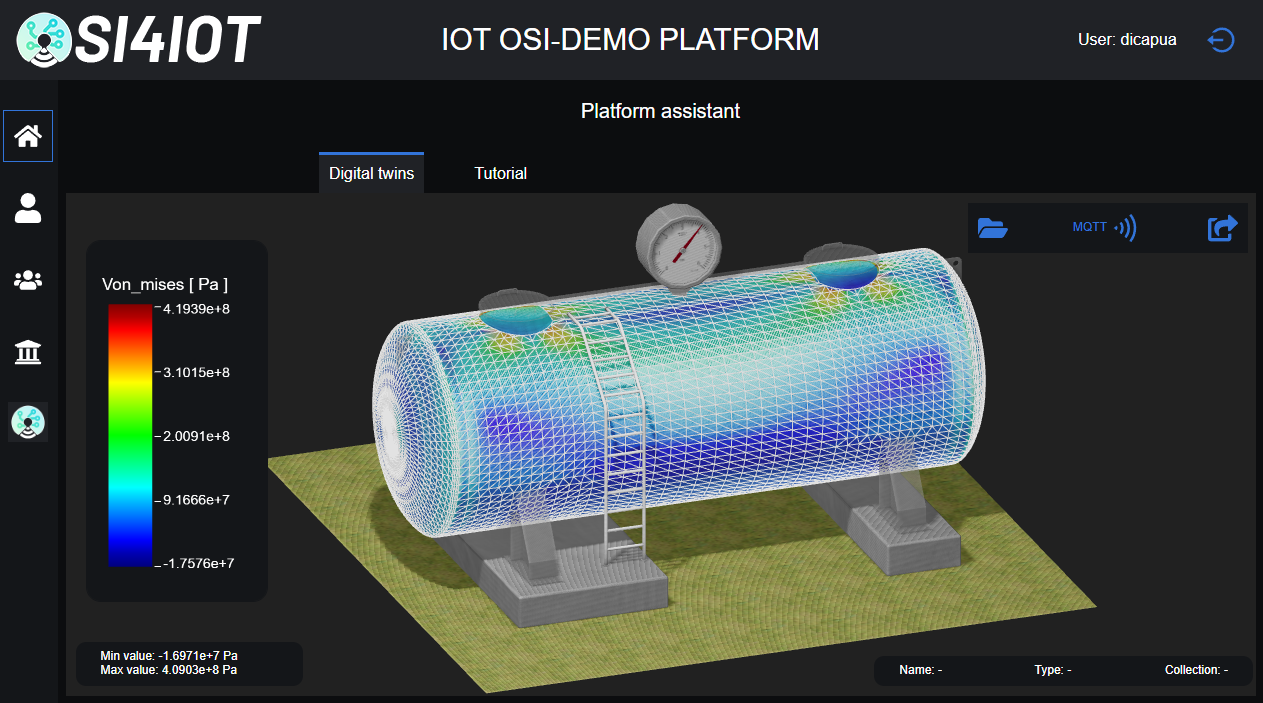 SI4IOT
IOT OSI-DEMO PLATFORM
User: dicapua
Platform assistant
Digital twins
Tutorial
MQTT
Von_mises [ Pa ]
4.1939e+8
3.1015e+8
2.0091e+8
9.1666e+7
-1.7576e+7
Min value: -1.6971e+7 Pa
Max value: 4.0903e+8 Pa
Name: -
Type: -
Collection: -